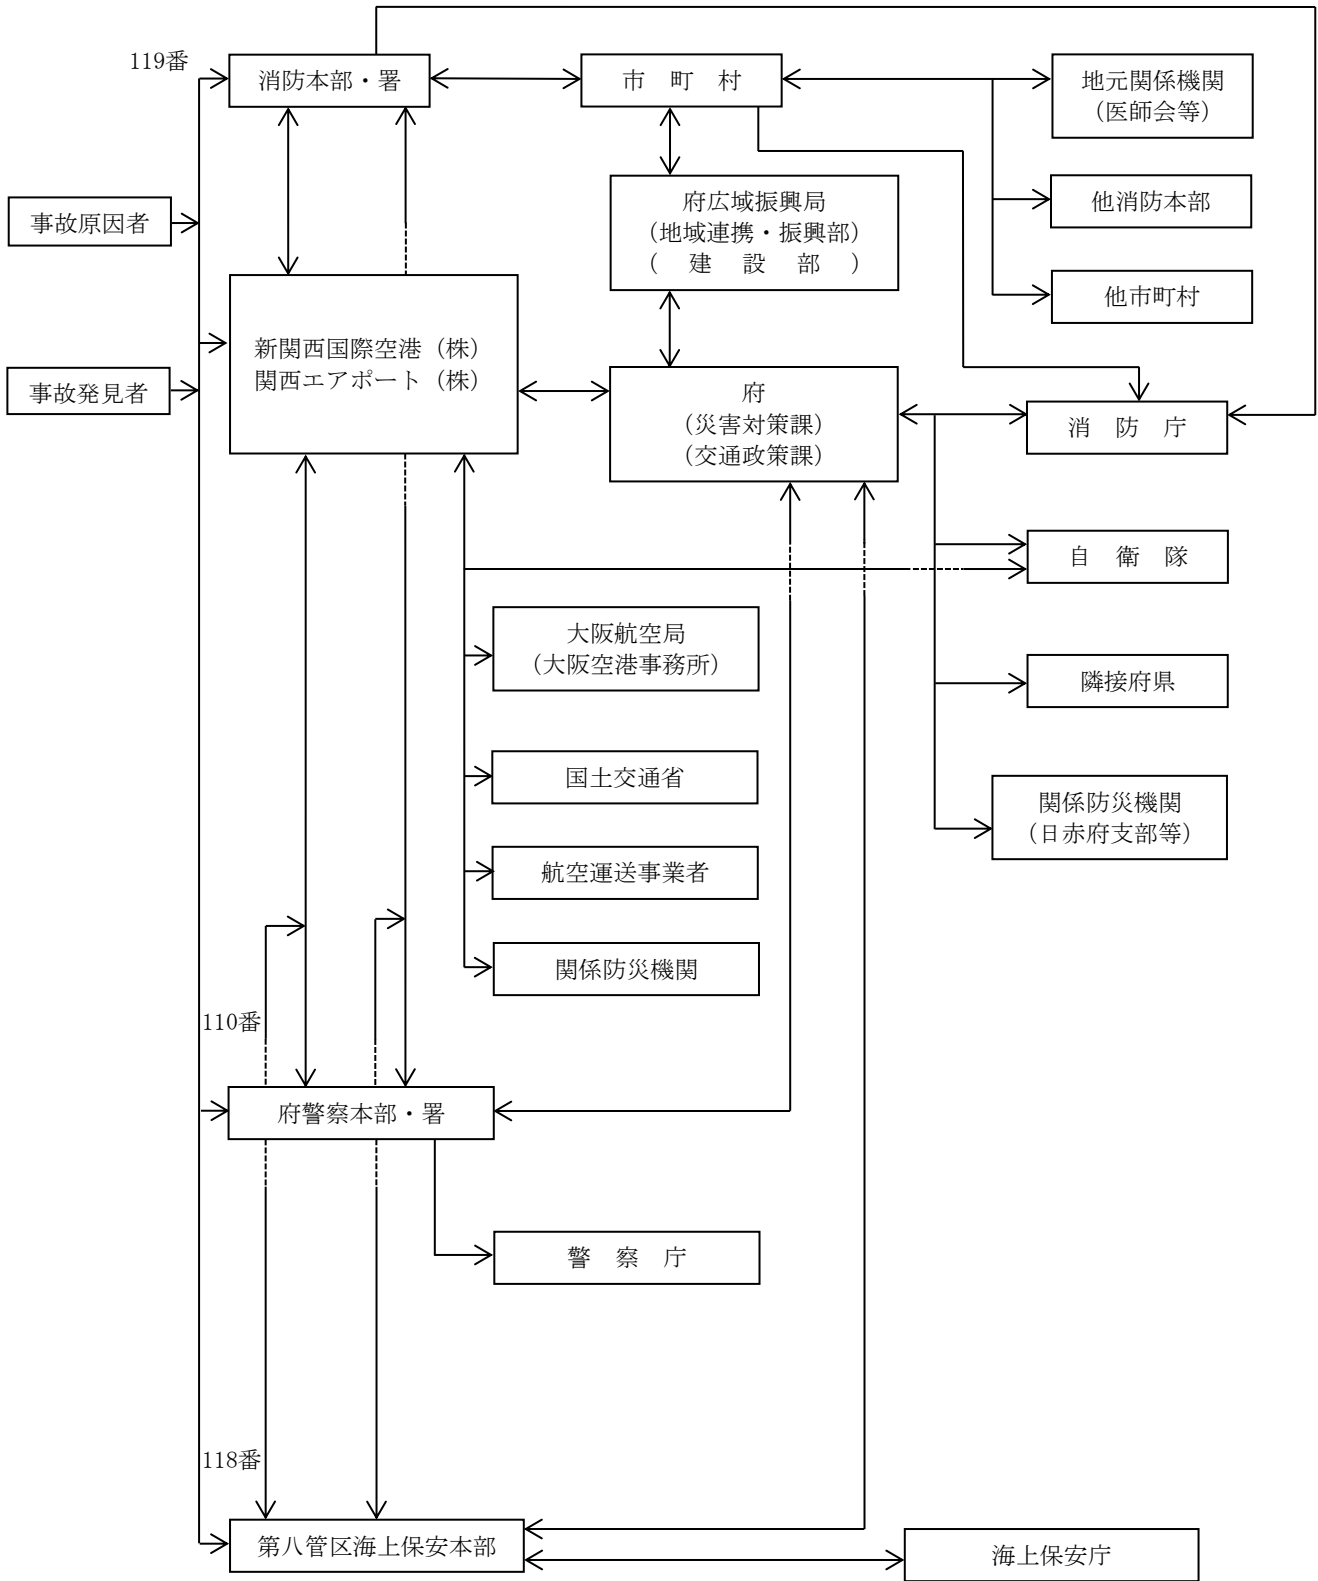 119番
消防本部・署
市　町　村
地元関係機関
（医師会等）
府広域振興局
（地域連携・振興部）
（　建　設　部　）
他消防本部
事故原因者
他市町村
新関西国際空港（株）
関西エアポート（株）
事故発見者
府
（災害対策課）
（交通政策課）
消　防　庁
自　衛　隊
大阪航空局
（大阪空港事務所）
隣接府県
国土交通省
関係防災機関
（日赤府支部等）
航空運送事業者
関係防災機関
110番
府警察本部・署
警　察　庁
118番
第八管区海上保安本部
海上保安庁